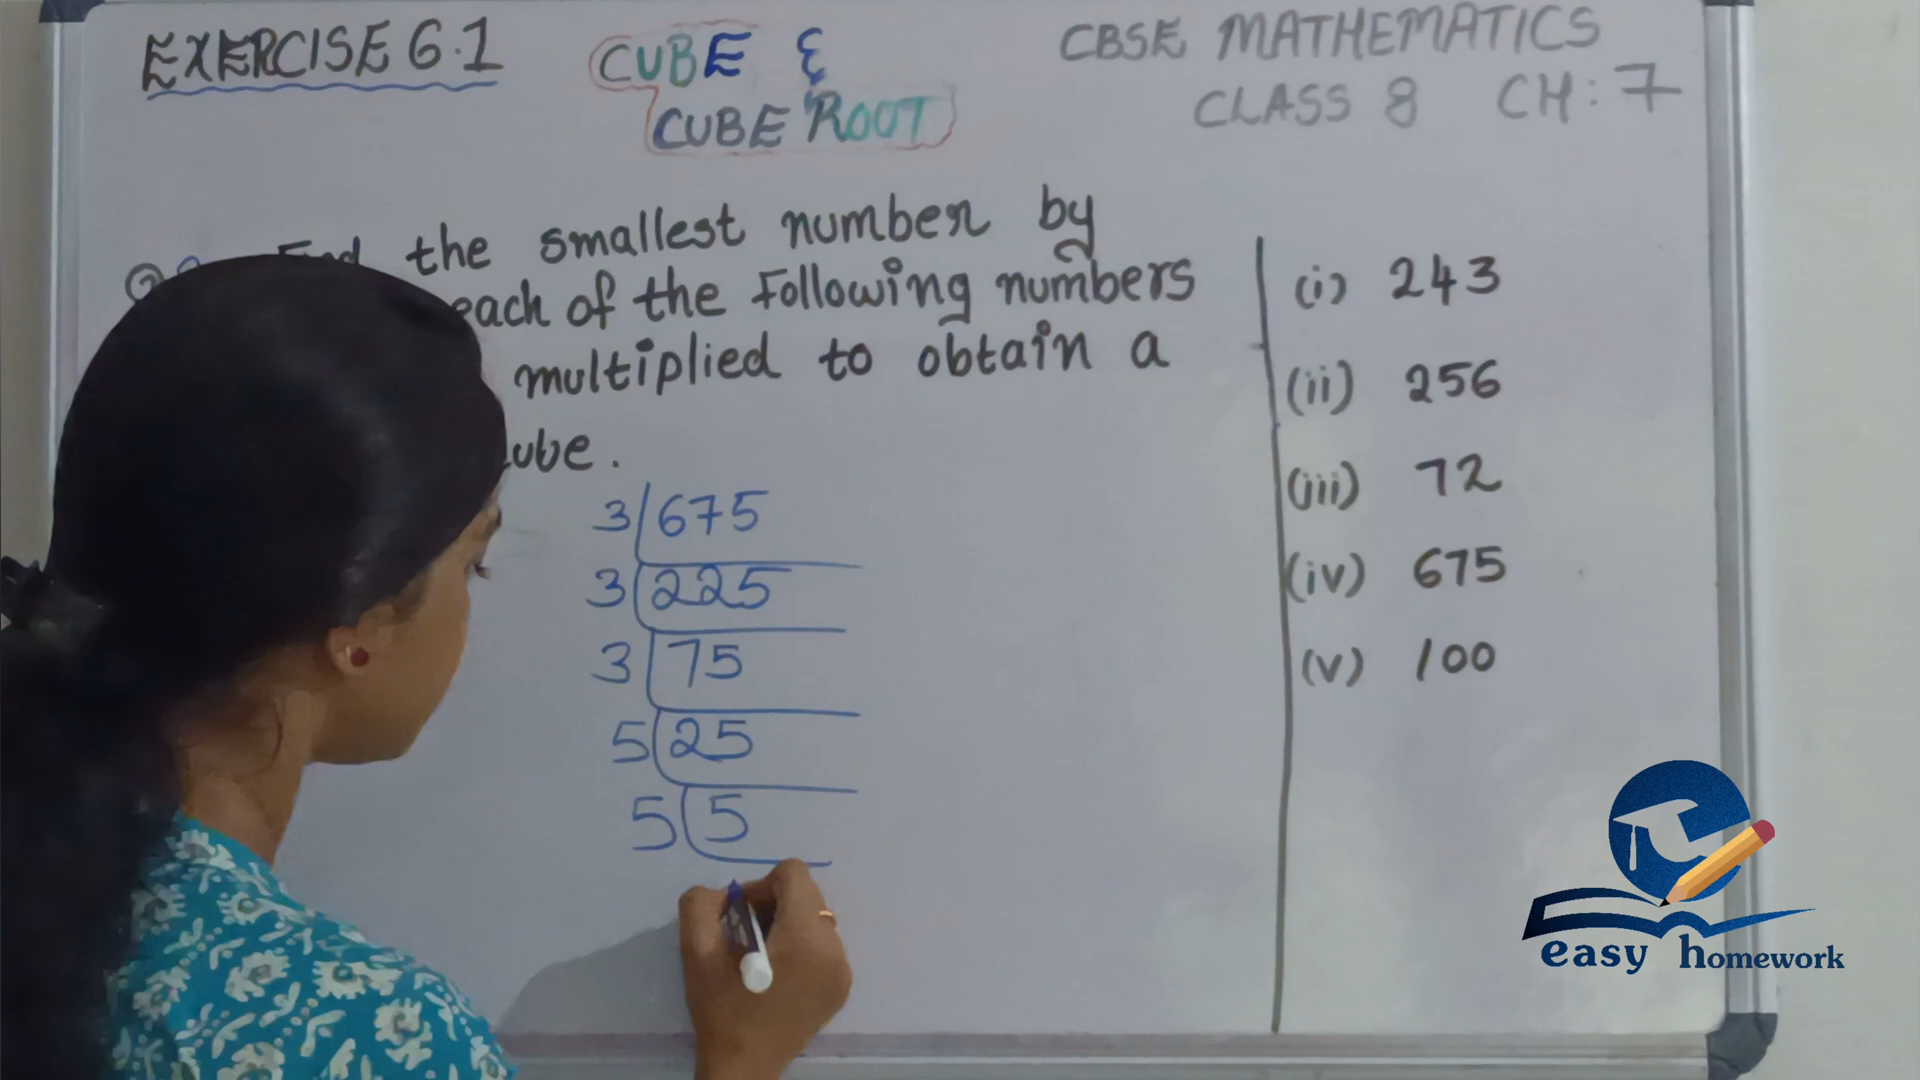 EXERCISE 6.1
CUBE &
CUBE ROOT
CBSE MATHEMATICS
CLASS 8 CH: 7
Find the smallest number by
each of the following numbers
multiplied to obtain a
cube.
(i) 243
(ii) 256
(iii) 72
(iv) 675
(v) 100
3 675
3 225
3 75
5 25
5 5
easy homework